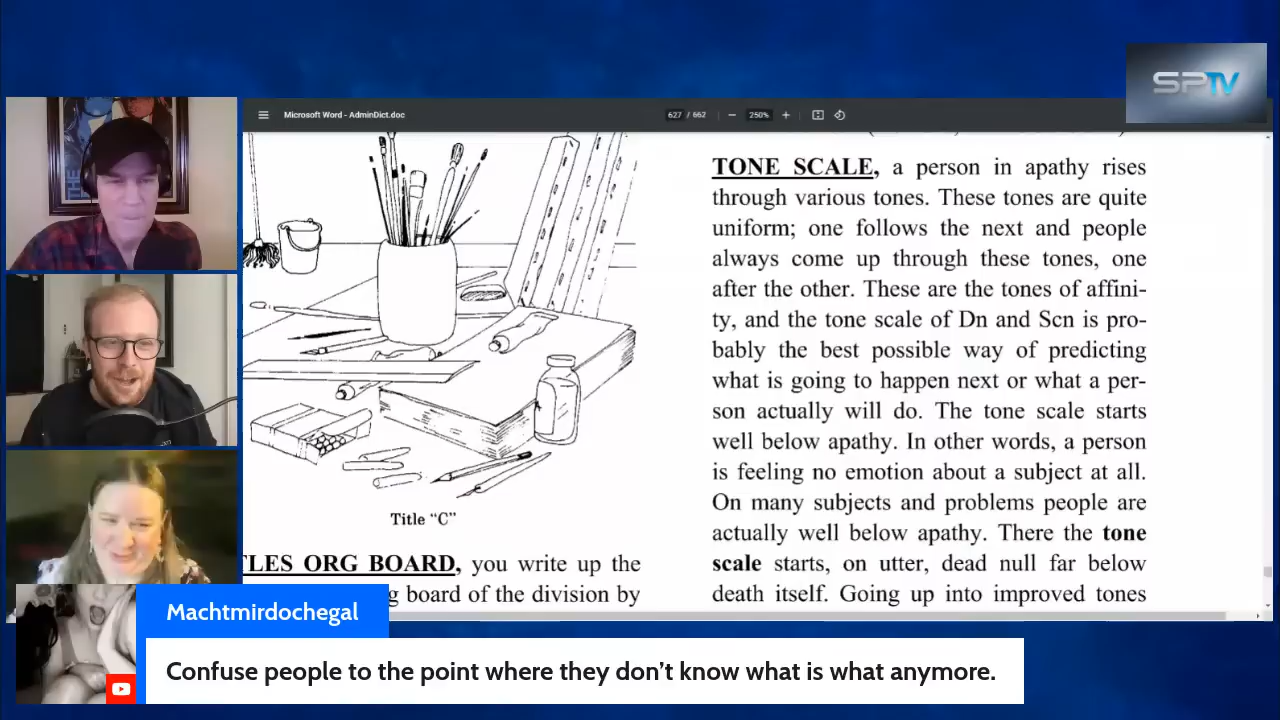 SPTV
Microsoft Word - AdminDict.doc
627 / 662
250%
Title “C”
TLES ORG BOARD, you write up the
g board of the division by
TONE SCALE, a person in apathy rises
through various tones. These tones are quite
uniform; one follows the next and people
always come up through these tones, one
after the other. These are the tones of affini-
ty, and the tone scale of Dn and Scn is pro-
bably the best possible way of predicting
what is going to happen next or what a per-
son actually will do. The tone scale starts
well below apathy. In other words, a person
is feeling no emotion about a subject at all.
On many subjects and problems people are
actually well below apathy. There the tone
scale starts, on utter, dead null far below
death itself. Going up into improved tones
Machtmirdochegal
Confuse people to the point where they don’t know what is what anymore.